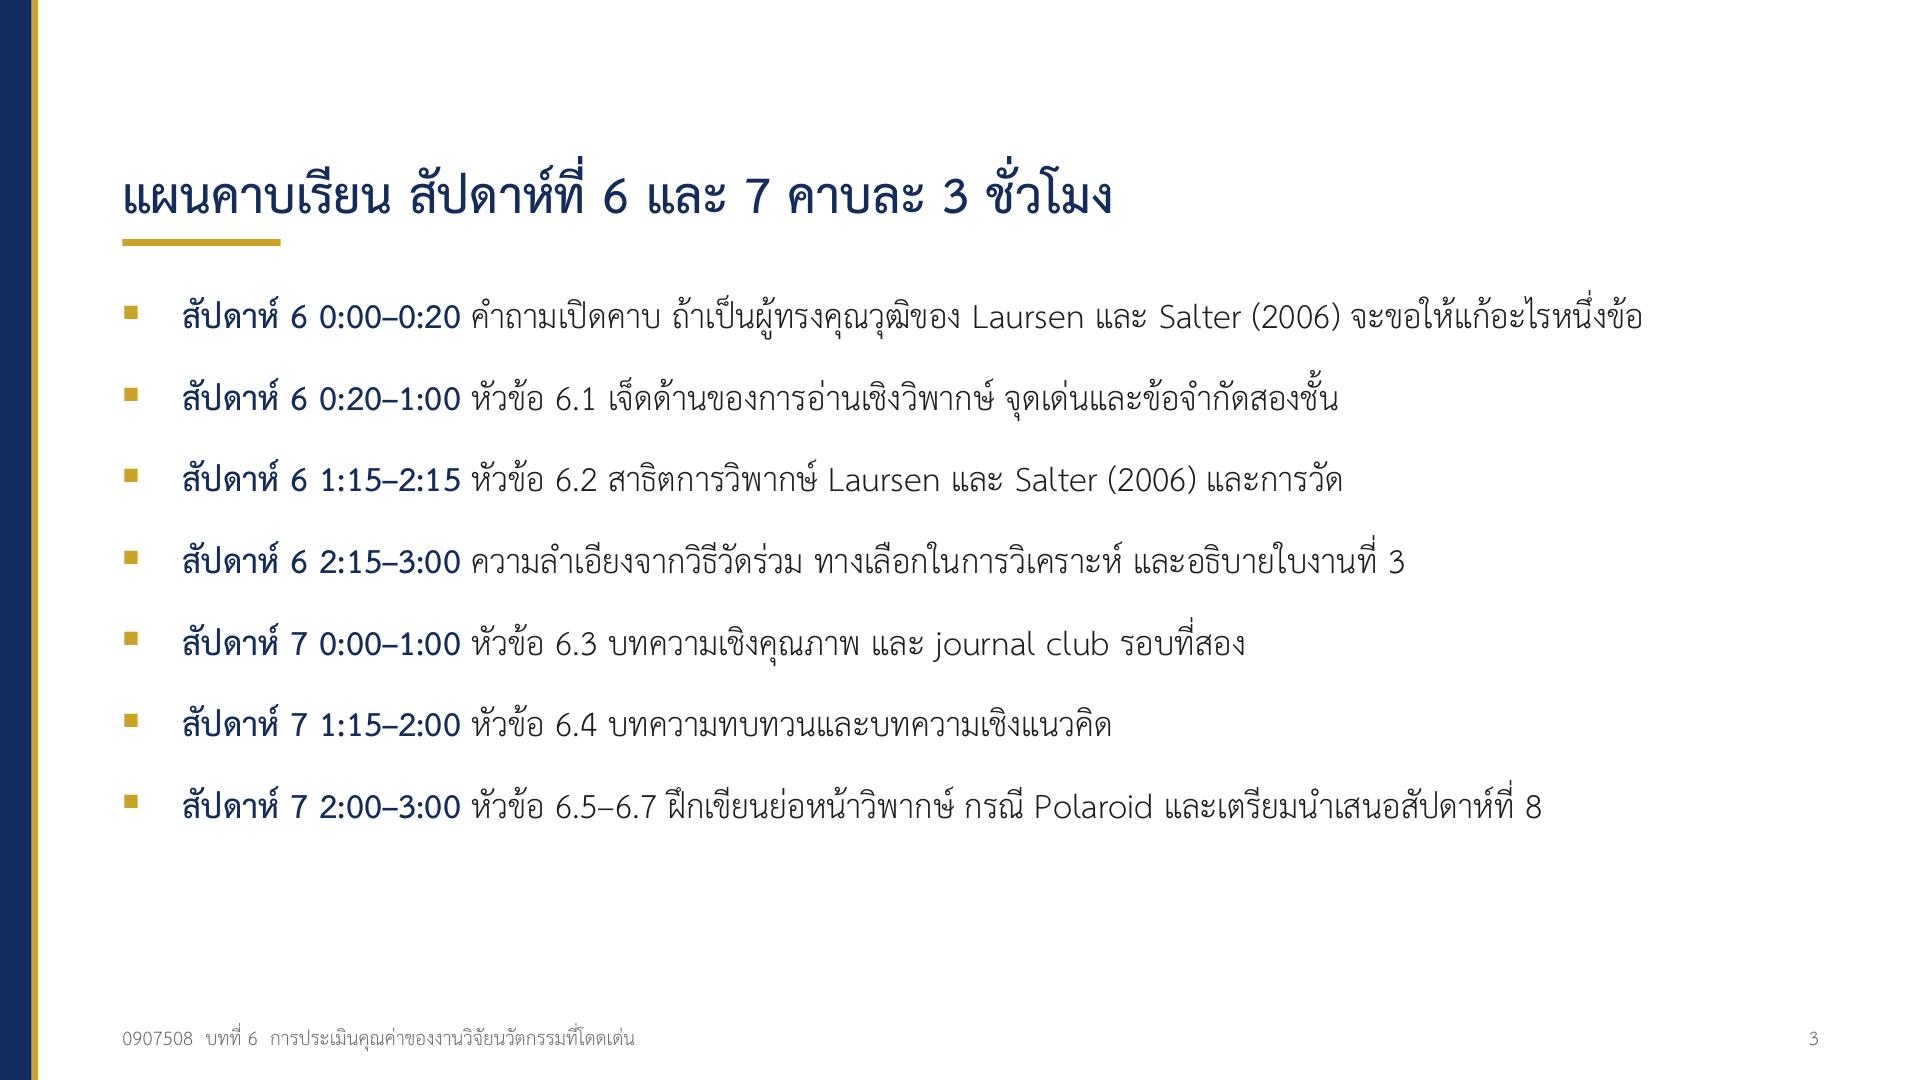 แผนคาบเรียน สัปดาห์ที่ 6 และ 7 คาบละ 3 ชั่วโมง
สัปดาห์ 6 0:00–0:20 คำถามเปิดคาบ ถ้าเป็นผู้ทรงคุณวุฒิของ Laursen และ Salter (2006) จะขอให้แก้อะไรหนึ่งข้อ
สัปดาห์ 6 0:20–1:00 หัวข้อ 6.1 เจ็ดด้านของการอ่านเชิงวิพากษ์ จุดเด่นและข้อจำกัดสองชั้น
สัปดาห์ 6 1:15–2:15 หัวข้อ 6.2 สาธิตการวิพากษ์ Laursen และ Salter (2006) และการวัด
สัปดาห์ 6 2:15–3:00 ความลำเอียงจากวิธีวัดร่วม ทางเลือกในการวิเคราะห์ และอธิบายใบงานที่ 3
สัปดาห์ 7 0:00–1:00 หัวข้อ 6.3 บทความเชิงคุณภาพ และ journal club รอบที่สอง
สัปดาห์ 7 1:15–2:00 หัวข้อ 6.4 บทความทบทวนและบทความเชิงแนวคิด
สัปดาห์ 7 2:00–3:00 หัวข้อ 6.5–6.7 ฝึกเขียนย่อหน้าวิพากษ์ กรณี Polaroid และเตรียมนำเสนอสัปดาห์ที่ 8
0907508 บทที่ 6 การประเมินคุณค่าของงานวิจัยนวัตกรรมที่โดดเด่น
3